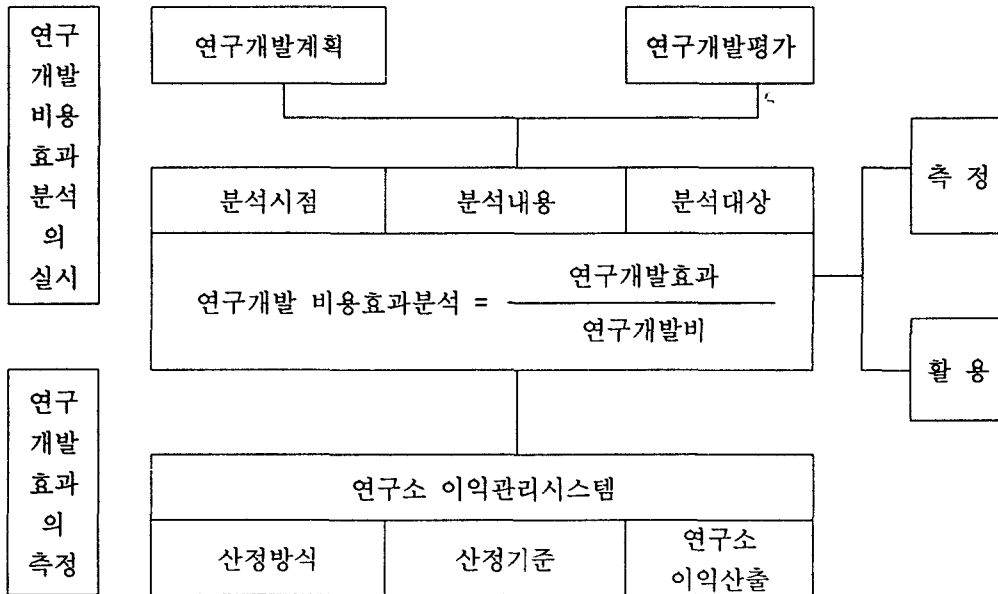 연구
개발
비용
효과
분석
의
실시
연구개발계획
연구개발평가
분석시점
분석내용
분석대상
연구개발 비용효과분석 =
연구개발효과
연구개발비
측 정
활 용
연구
개발
효과
의
측정
연구소 이익관리시스템
산정방식
산정기준
연구소
이익산출